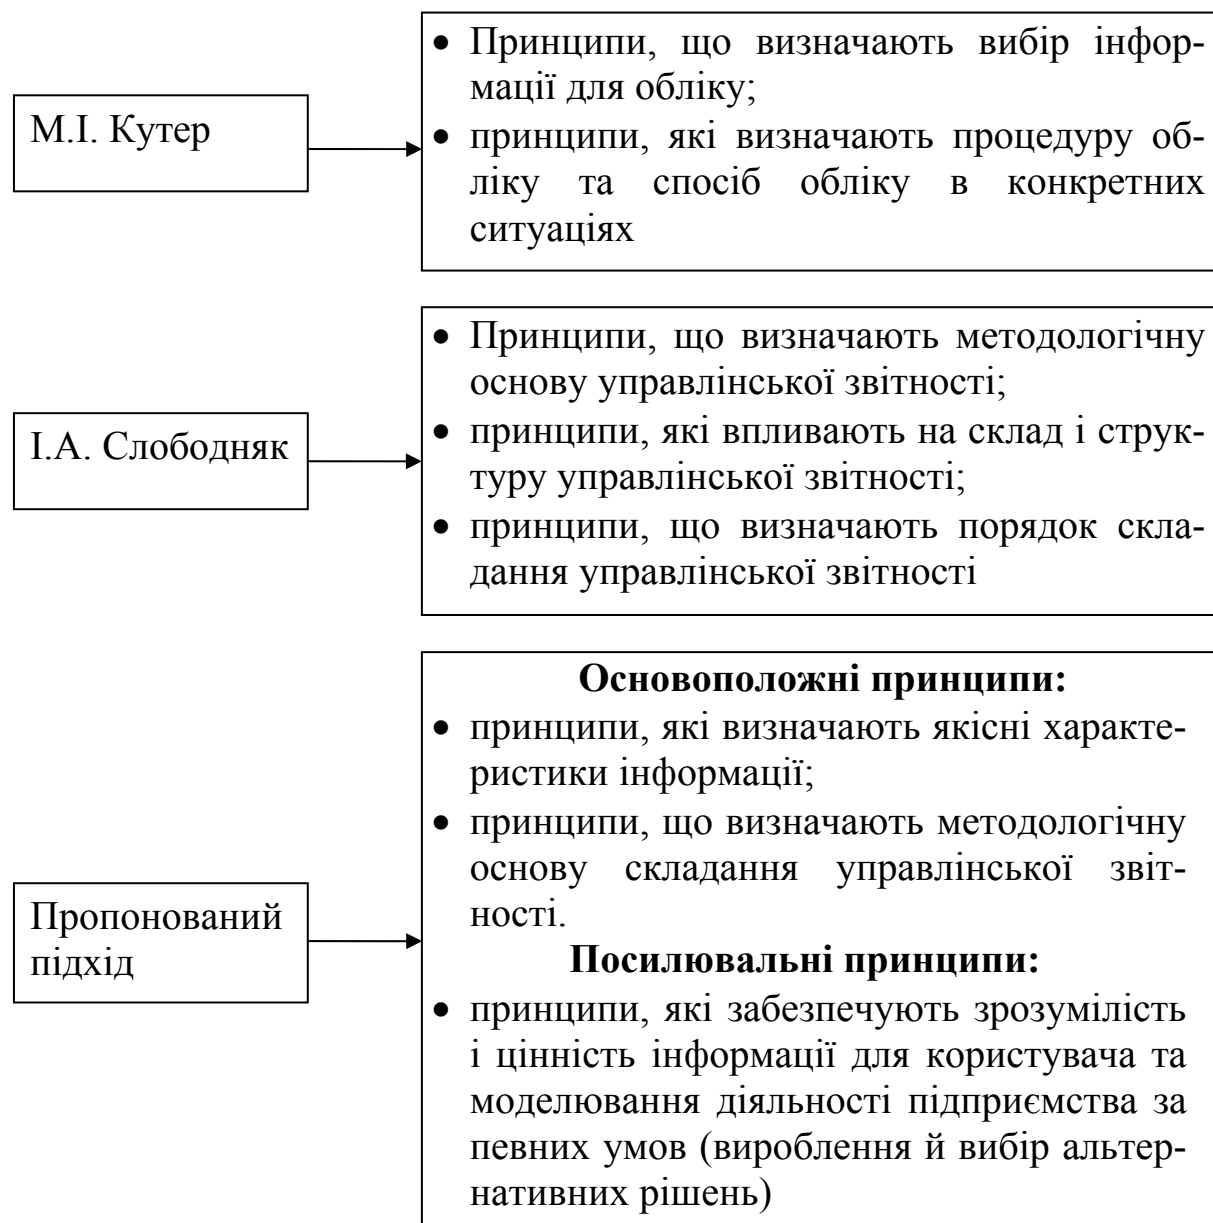 М.І. Кутер
• Принципи, що визначають вибір інфор-
мації для обліку;
• принципи, які визначають процедуру об-
ліку та спосіб обліку в конкретних
ситуаціях
І.А. Слободняк
• Принципи, що визначають методологічну
основу управлінської звітності;
• принципи, які впливають на склад і струк-
туру управлінської звітності;
• принципи, що визначають порядок скла-
дання управлінської звітності
Пропонований
підхід
Основоположні принципи:
• принципи, які визначають якісні характе-
ристики інформації;
• принципи, що визначають методологічну
основу складання управлінської звіт-
ності.
Посилювальні принципи:
• принципи, які забезпечують зрозумілість
і цінність інформації для користувача та
моделювання діяльності підприємства за
певних умов (вироблення й вибір альтер-
нативних рішень)